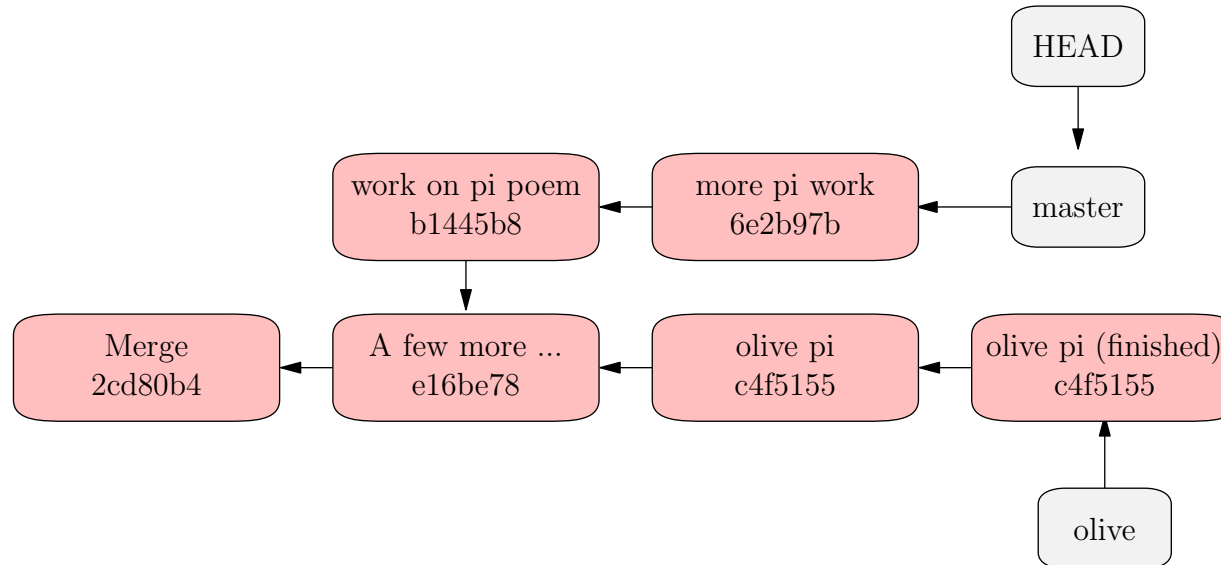 HEAD
work on pi poem
b1445b8
more pi work
6e2b97b
master
Merge
2cd80b4
A few more ...
e16be78
olive pi
c4f5155
olive pi (finished)
c4f5155
olive